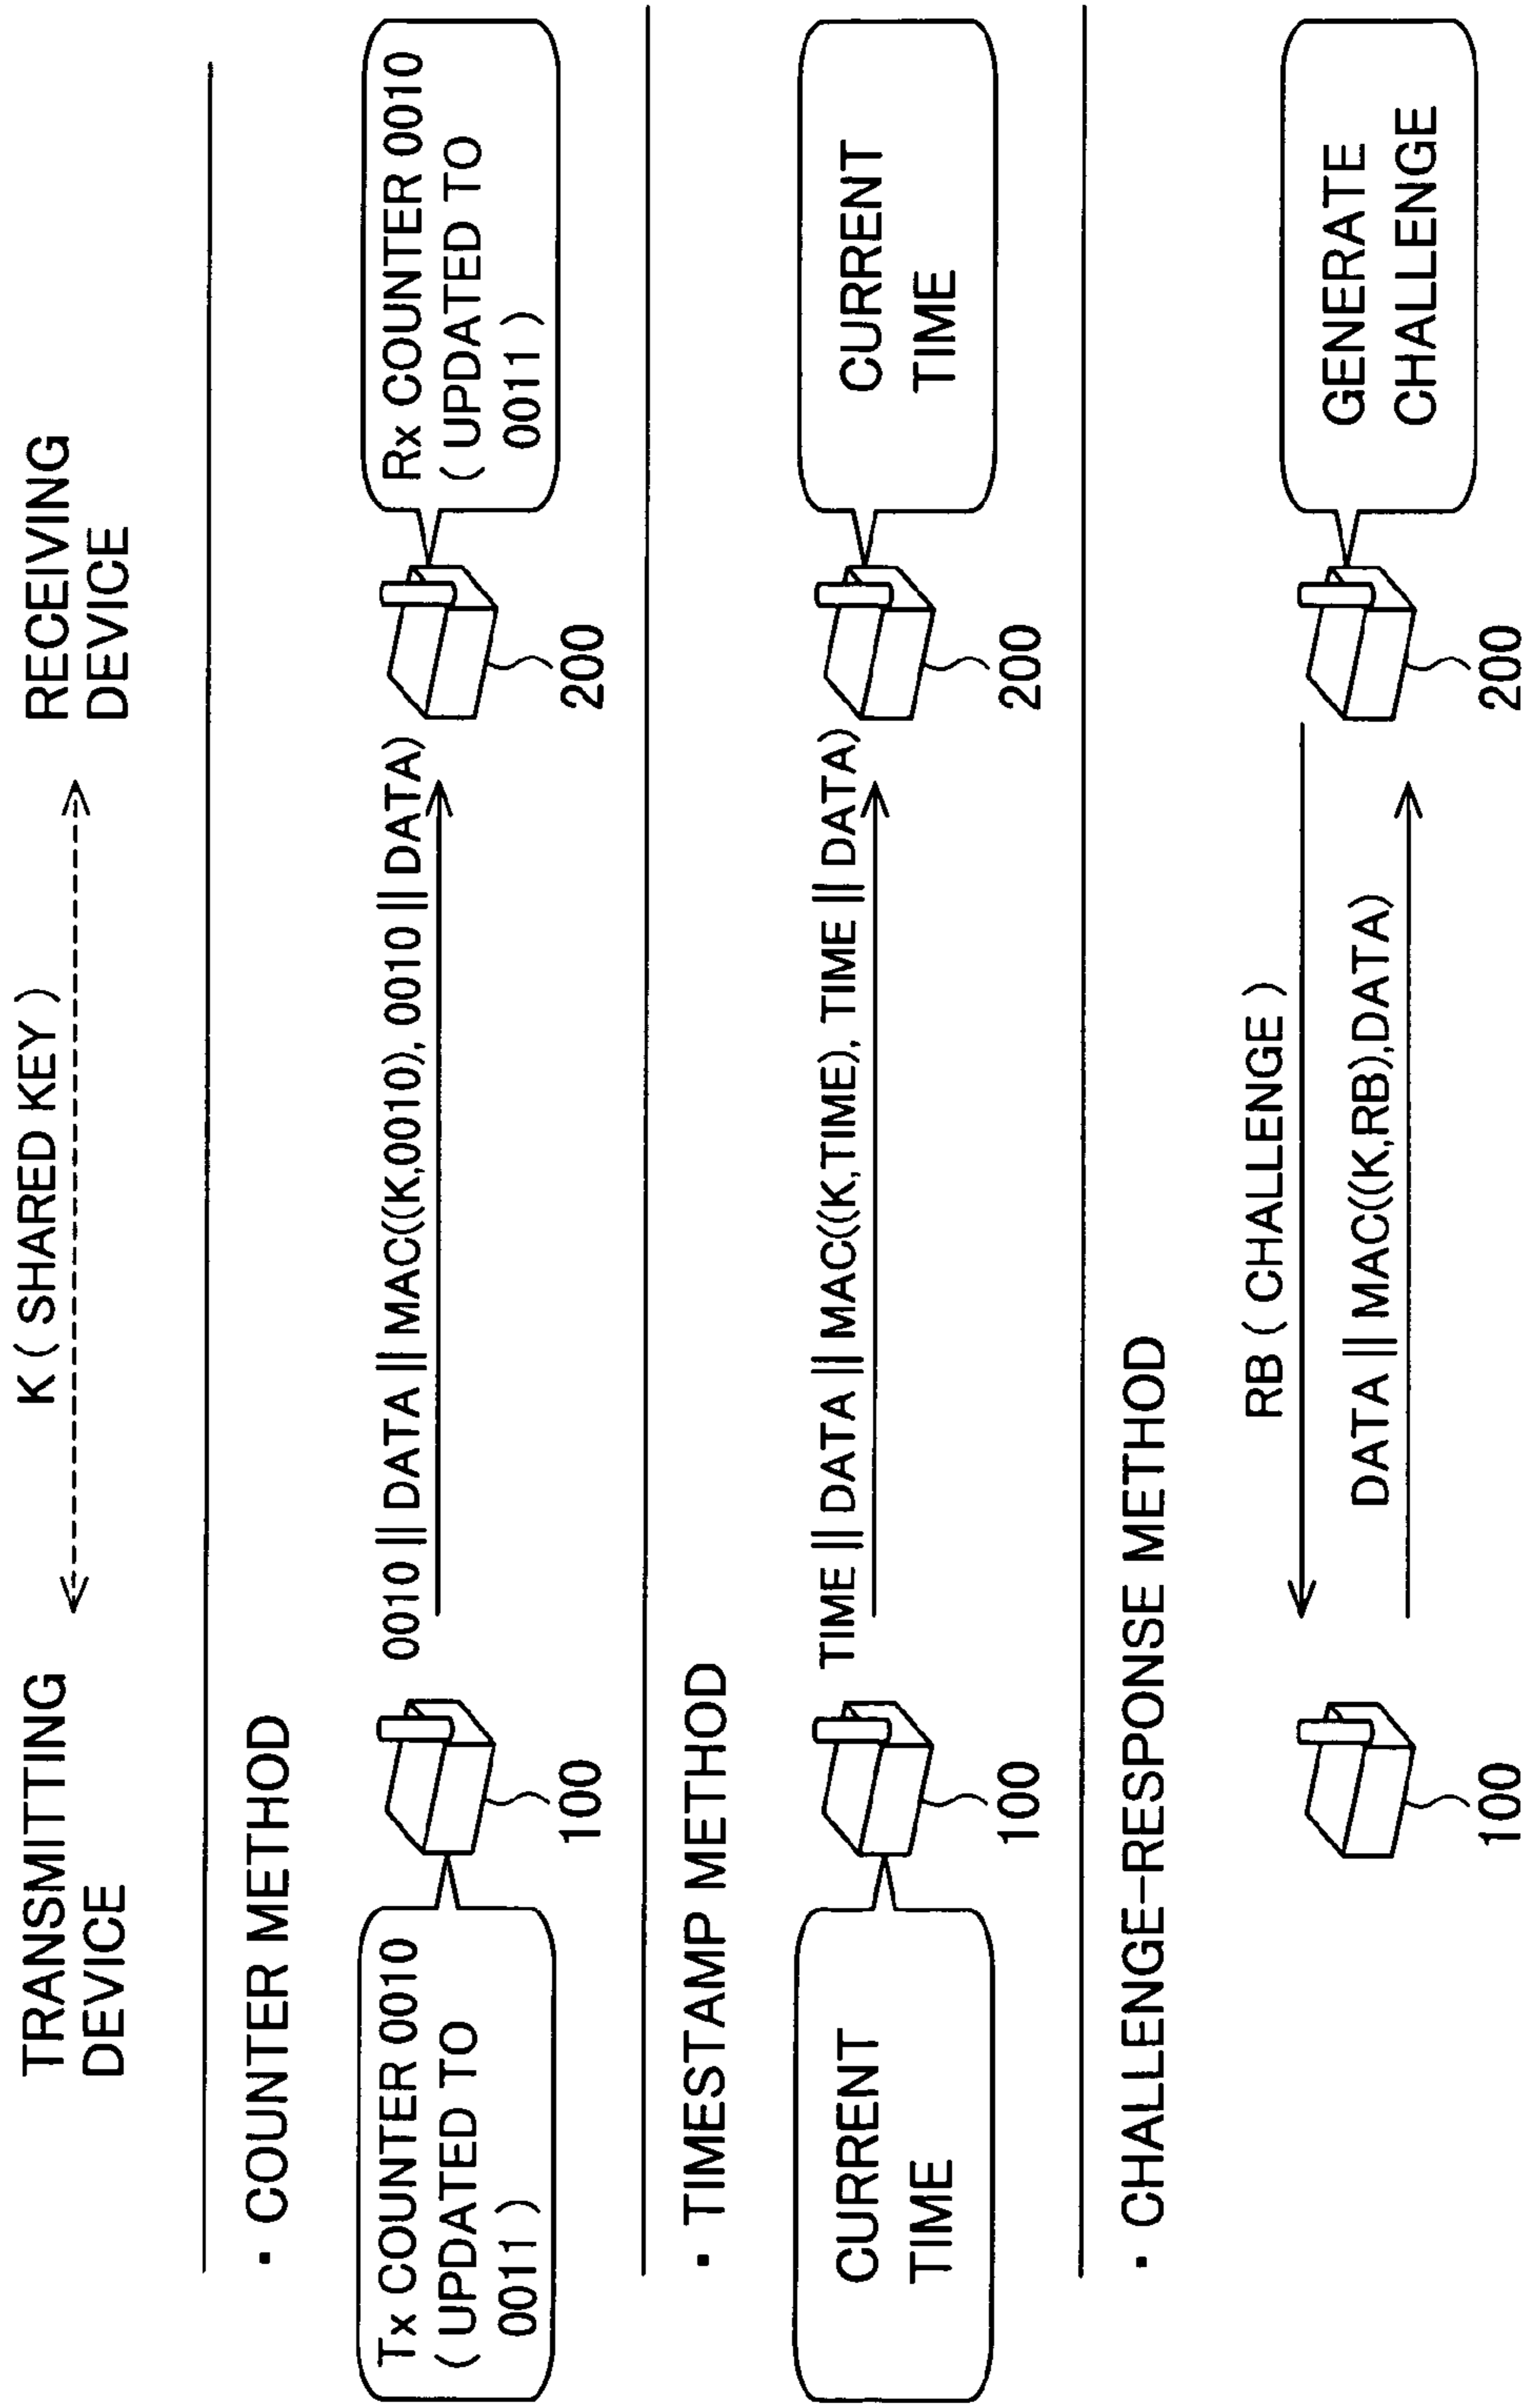 TRANSMITTING
DEVICE
K ( SHARED KEY )
RECEIVING
DEVICE
· COUNTER METHOD
Tx COUNTER 0010
( UPDATED TO
0011 )
100
0010 || DATA || MAC((K,0010), 0010 || DATA)
200
Rx COUNTER 0010
( UPDATED TO
0011 )
· TIMESTAMP METHOD
CURRENT
TIME
100
TIME || DATA || MAC((K,TIME), TIME || DATA)
200
CURRENT
TIME
· CHALLENGE-RESPONSE METHOD
100
RB ( CHALLENGE )
DATA || MAC((K,RB),DATA)
200
GENERATE
CHALLENGE